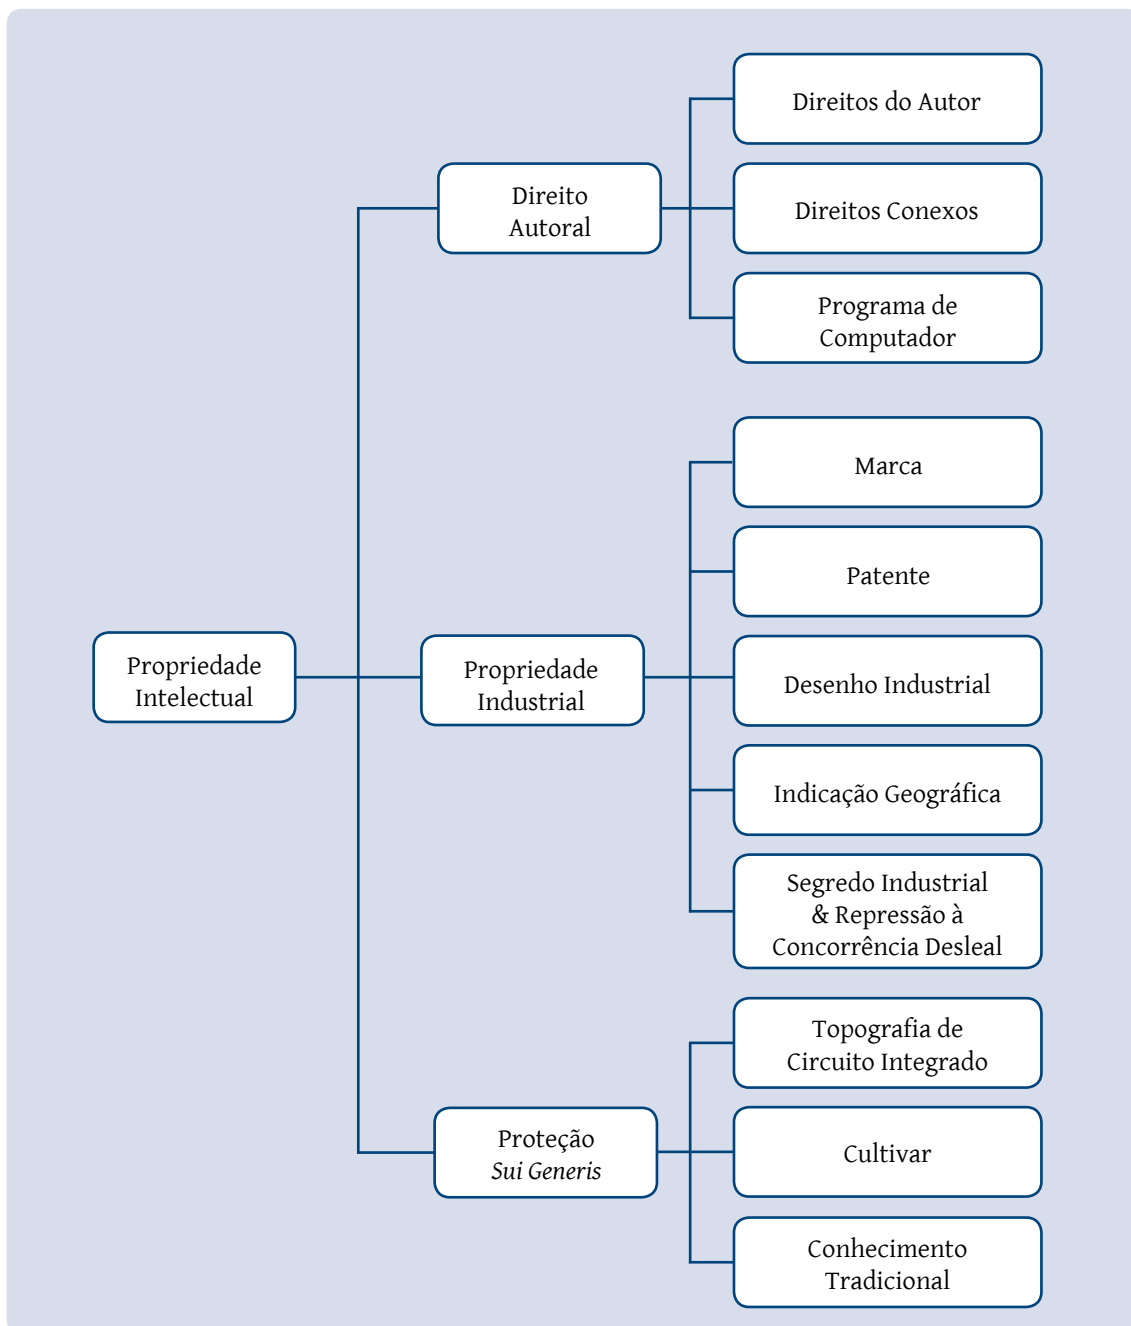 Propriedade
Intelectual
Direito
Autoral
Direitos do Autor
Direitos Conexos
Programa de
Computador
Propriedade
Industrial
Marca
Patente
Desenho Industrial
Indicação Geográfica
Segredo Industrial
& Repressão à
Concorrência Desleal
Proteção
Sui Generis
Topografia de
Circuito Integrado
Cultivar
Conhecimento
Tradicional